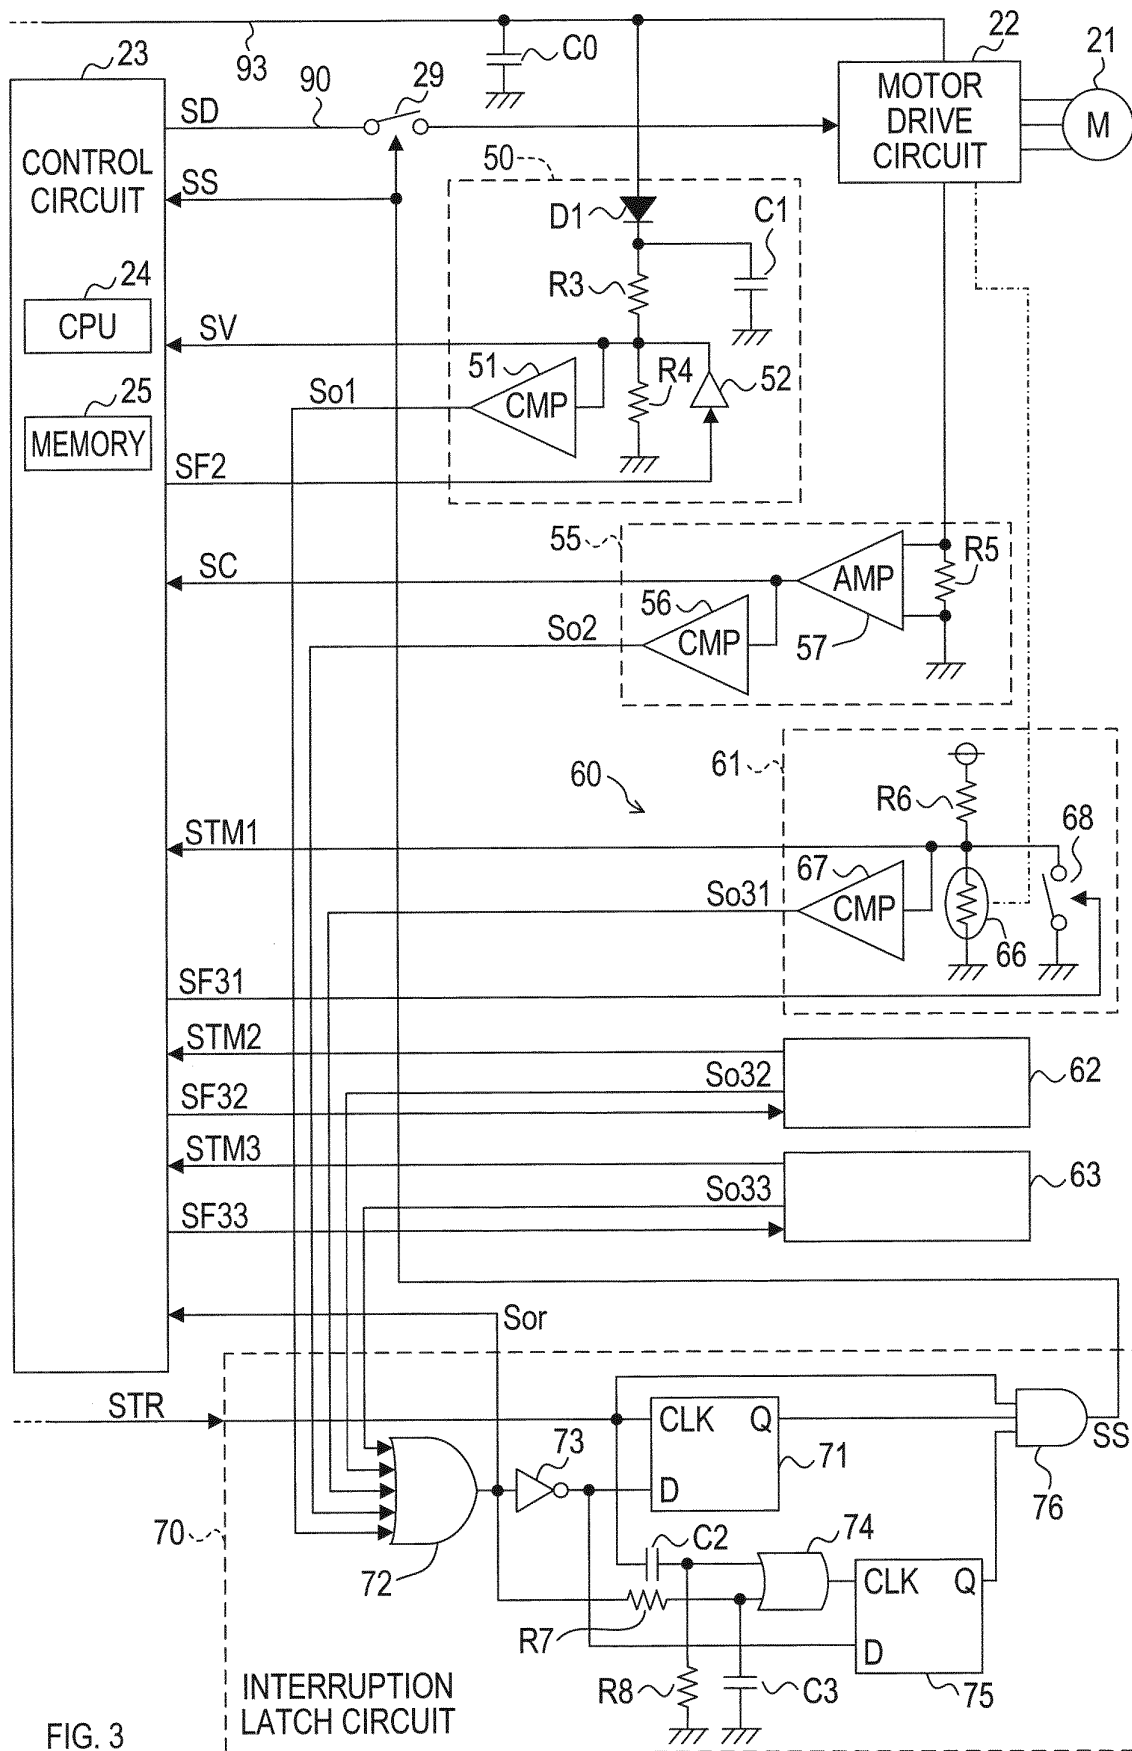 22
21
23
93
C0
MOTOR
DRIVE
CIRCUIT
M
SD
90
29
50
CONTROL
CIRCUIT
SS
D1
C1
24
CPU
R3
SV
25
MEMORY
So1
51
CMP
R4
52
SF2
55
SC
AMP
R5
56
CMP
So2
57
61
60
R6
68
STM1
67
So31
CMP
66
SF31
STM2
So32
62
SF32
STM3
So33
63
SF33
Sor
STR
CLK
Q
SS
73
71
D
76
70
72
C2
74
CLK
Q
R7
D
R8
C3
75
INTERRUPTION
LATCH CIRCUIT
FIG. 3